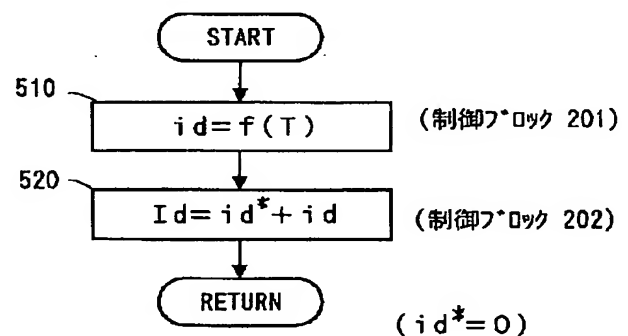 START
510
id=f(T)
(制御ブロック 201)
520
Id=id*+id
(制御ブロック 202)
RETURN
(id*=0)